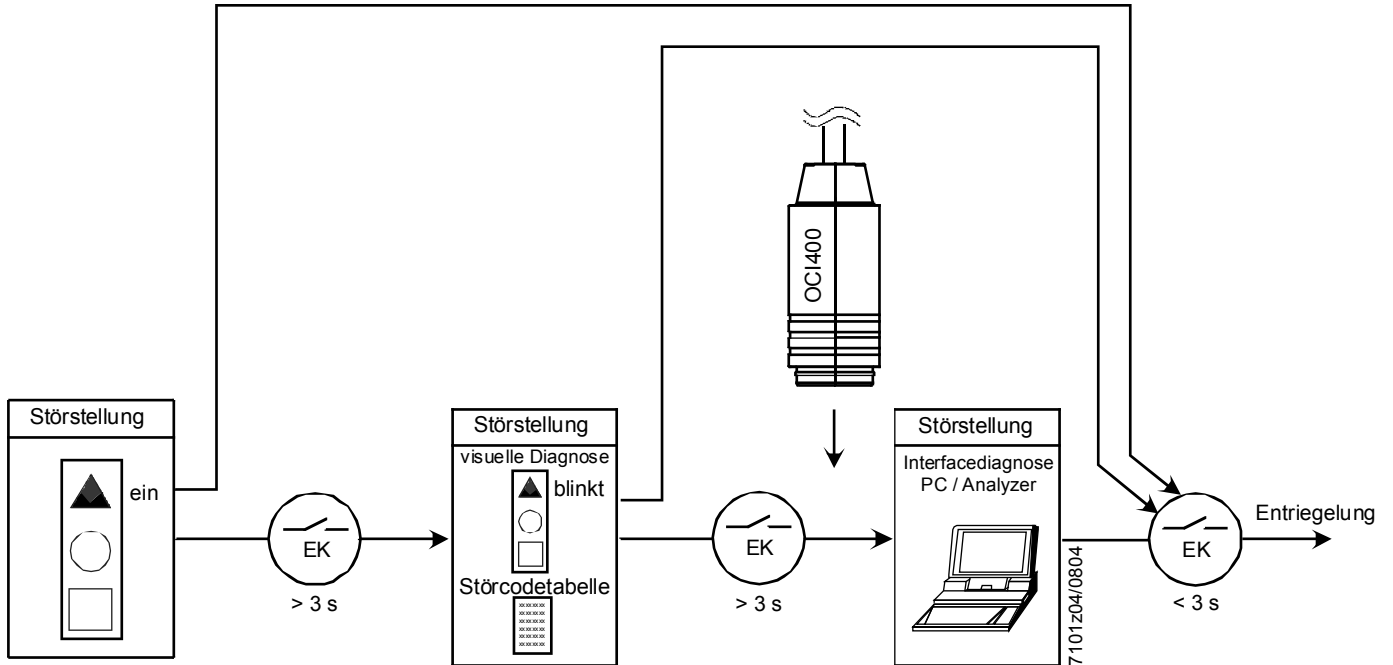 OCI400
Störstellung
ein
EK
> 3 s
Störstellung
visuelle Diagnose
blinkt
Störcodetabelle
EK
> 3 s
Störstellung
Interfacediagnose
PC / Analyzer
7101z04/0804
EK
< 3 s
Entriegelung